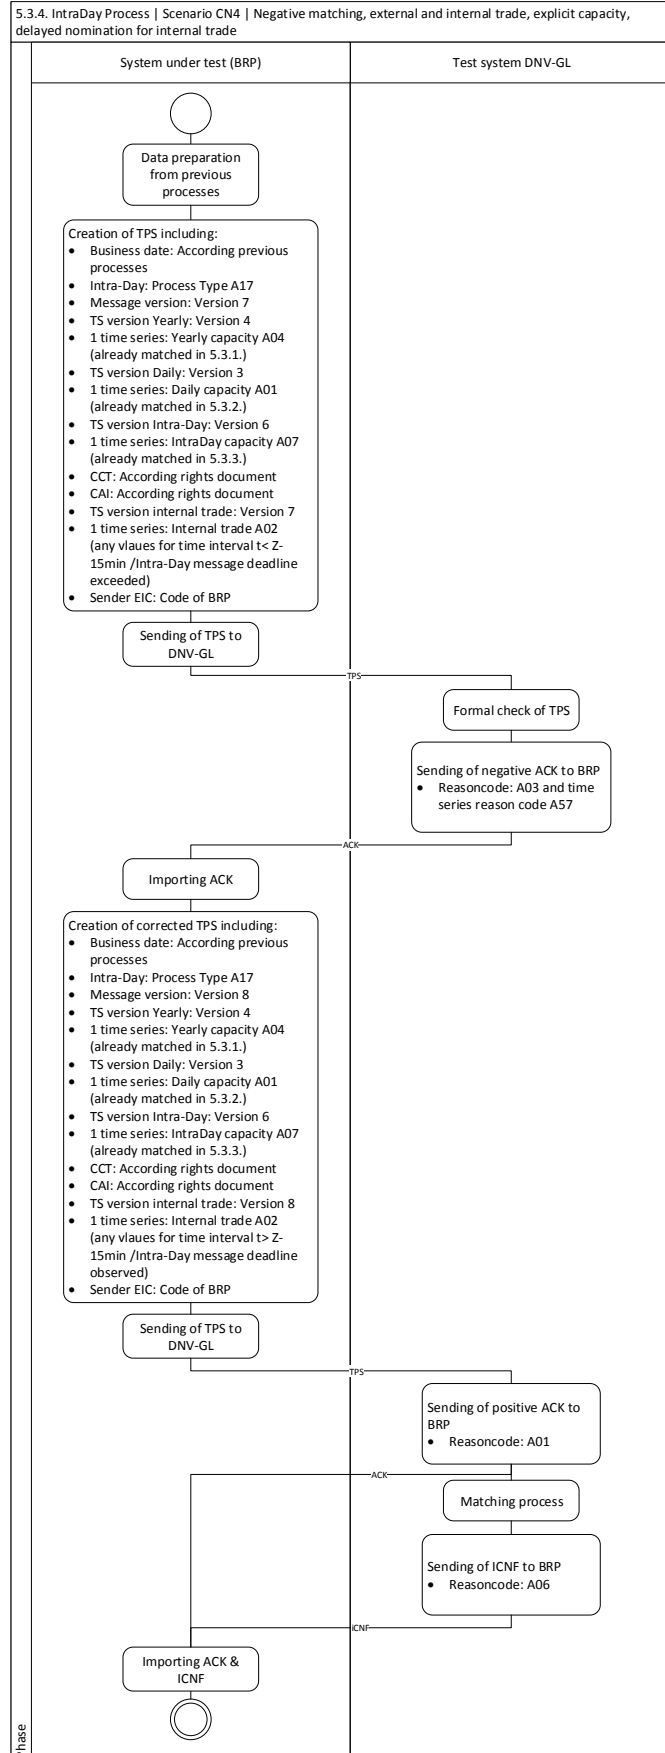 5.3.4. IntraDay Process | Scenario CN4 | Negative matching, external and internal trade, explicit capacity,
delayed nomination for internal trade
System under test (BRP)
Test system DNV-GL
Data preparation
from previous
processes
Creation of TPS including:
• Business date: According previous
processes
• Intra-Day: Process Type A17
• Message version: Version 7
• TS version Yearly: Version 4
• 1 time series: Yearly capacity A04
(already matched in 5.3.1.)
• TS version Daily: Version 3
• 1 time series: Daily capacity A01
(already matched in 5.3.2.)
• TS version Intra-Day: Version 6
• 1 time series: IntraDay capacity A07
(already matched in 5.3.3.)
• CCT: According rights document
• CAI: According rights document
• TS version internal trade: Version 7
• 1 time series: Internal trade A02
(any vlaues for time interval t< Z-
15min /Intra-Day message deadline
exceeded)
• Sender EIC: Code of BRP
Sending of TPS to
DNV-GL
TPS
Formal check of TPS
Sending of negative ACK to BRP
• Reasoncode: A03 and time
series reason code A57
ACK
Importing ACK
Creation of corrected TPS including:
• Business date: According previous
processes
• Intra-Day: Process Type A17
• Message version: Version 8
• TS version Yearly: Version 4
• 1 time series: Yearly capacity A04
(already matched in 5.3.1.)
• TS version Daily: Version 3
• 1 time series: Daily capacity A01
(already matched in 5.3.2.)
• TS version Intra-Day: Version 6
• 1 time series: IntraDay capacity A07
(already matched in 5.3.3.)
• CCT: According rights document
• CAI: According rights document
• TS version internal trade: Version 8
• 1 time series: Internal trade A02
(any vlaues for time interval t> Z-
15min /Intra-Day message deadline
observed)
• Sender EIC: Code of BRP
Sending of TPS to
DNV-GL
TPS
Sending of positive ACK to
BRP
• Reasoncode: A01
ACK
Matching process
Sending of ICNF to BRP
• Reasoncode: A06
iCNF
Importing ACK &
ICNF
Phase